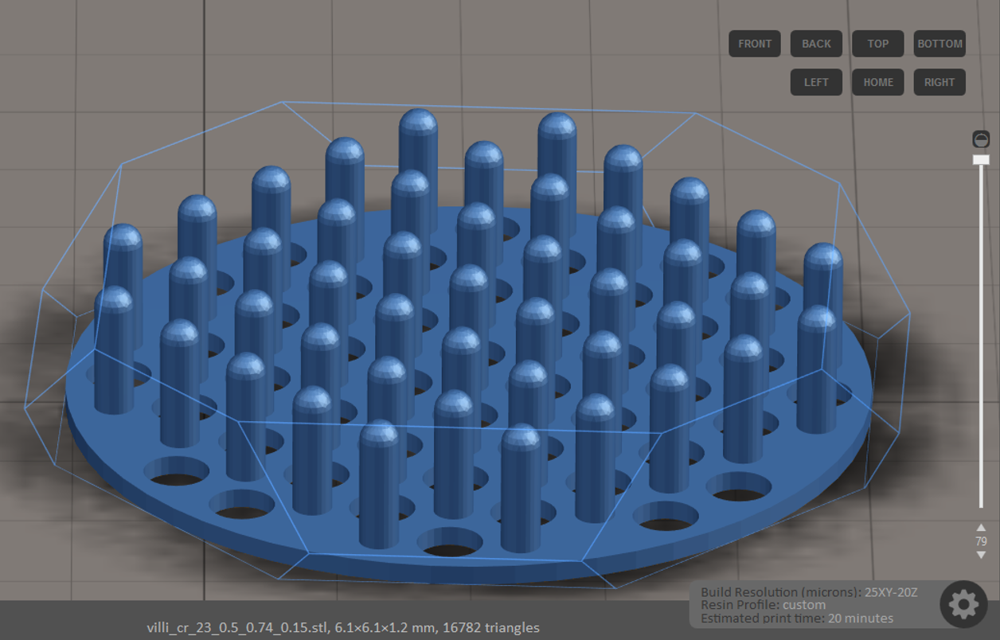 FRONT BACK TOP BOTTOM
LEFT HOME RIGHT
79
Build Resolution (microns): 25XY-20Z
Resin Profile: custom
Estimated print time: 20 minutes
villi_cr_23_0.5_0.74_0.15.stl, 6.1×6.1×1.2 mm, 16782 triangles